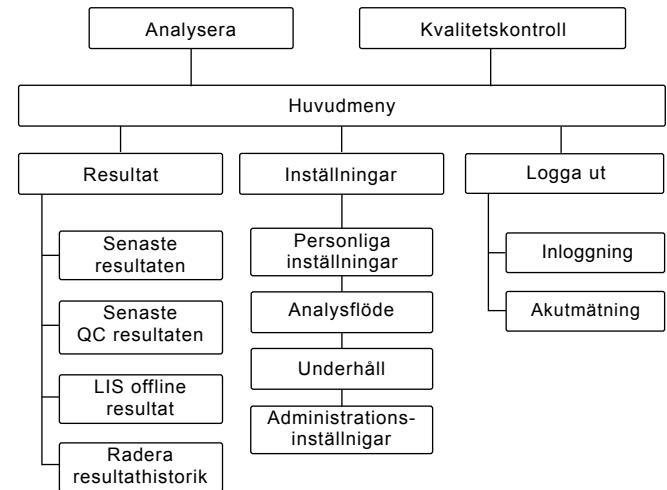 Analysera
Kvalitetskontroll
Huvudmeny
Resultat
Inställningar
Logga ut
Senaste
resultaten
Senaste
QC resultaten
LIS offline
resultat
Radera
resultathistorik
Personliga
inställningar
Analysflöde
Underhåll
Administrations-
inställnigar
Inloggning
Akutmätning